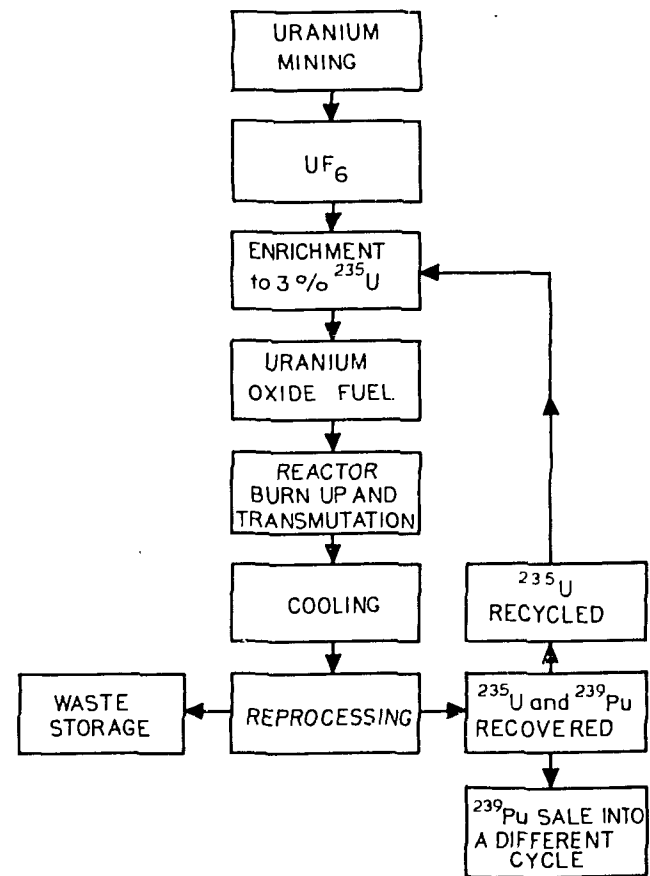 URANIUM
MINING
UF₆
ENRICHMENT
to 3 % ²³⁵U
URANIUM
OXIDE FUEL
REACTOR
BURN UP AND
TRANSMUTATION
COOLING
²³⁵U
RECYCLED
WASTE
STORAGE
REPROCESSING
²³⁵U and ²³⁹Pu
RECOVERED
²³⁹Pu SALE INTO
A DIFFERENT
CYCLE